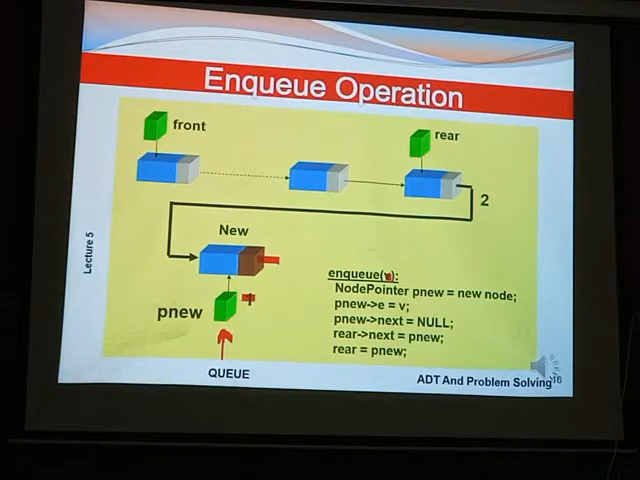 Enqueue Operation
front
rear
2
New
pnew
enqueue(v):
NodePointer pnew = new node;
pnew->e = v;
pnew->next = NULL;
rear->next = pnew;
rear = pnew;
Lecture 5
QUEUE
ADT And Problem Solving
16